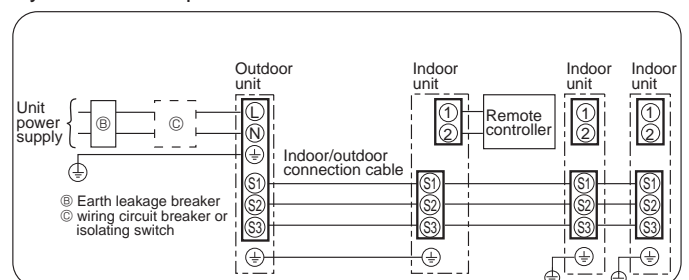 Outdoor unit
Indoor unit
Indoor unit
Indoor unit
Unit power supply
Ⓑ
Ⓒ
L
N
1
2
Remote controller
1
2
1
2
Indoor/outdoor connection cable
S1
S2
S3
S1
S2
S3
S1
S2
S3
S1
S2
S3
Ⓑ Earth leakage breaker
Ⓒ wiring circuit breaker or
isolating switch